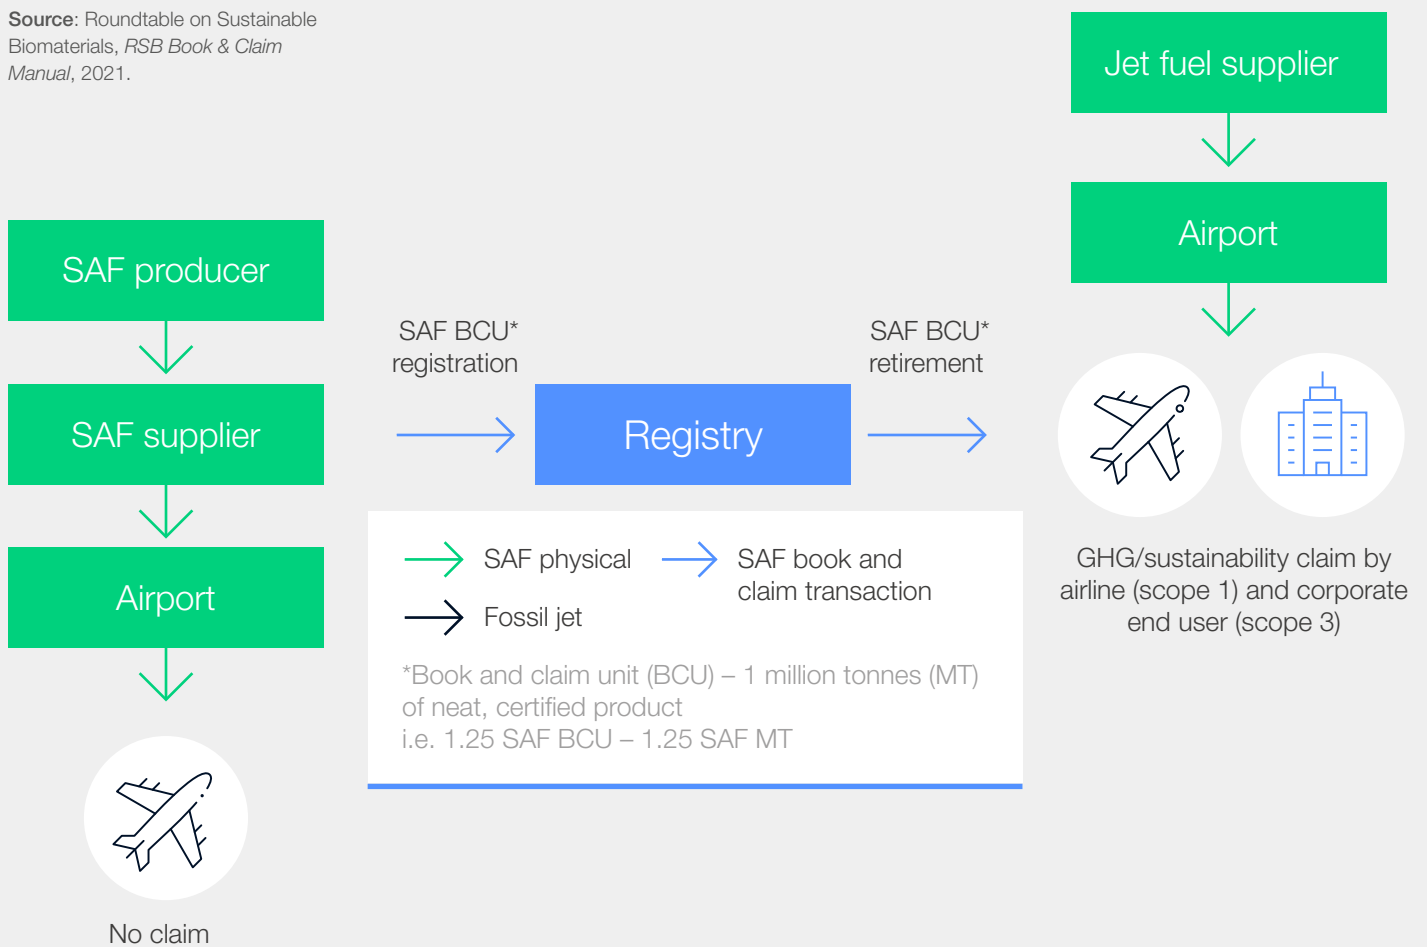 Source: Roundtable on Sustainable
Biomaterials, RSB Book & Claim
Manual, 2021.
SAF producer
SAF supplier
Airport
No claim
SAF BCU*
registration
Registry
SAF BCU*
retirement
SAF physical
SAF book and
claim transaction
Fossil jet
*Book and claim unit (BCU) – 1 million tonnes (MT)
of neat, certified product
i.e. 1.25 SAF BCU – 1.25 SAF MT
Jet fuel supplier
Airport
GHG/sustainability claim by
airline (scope 1) and corporate
end user (scope 3)